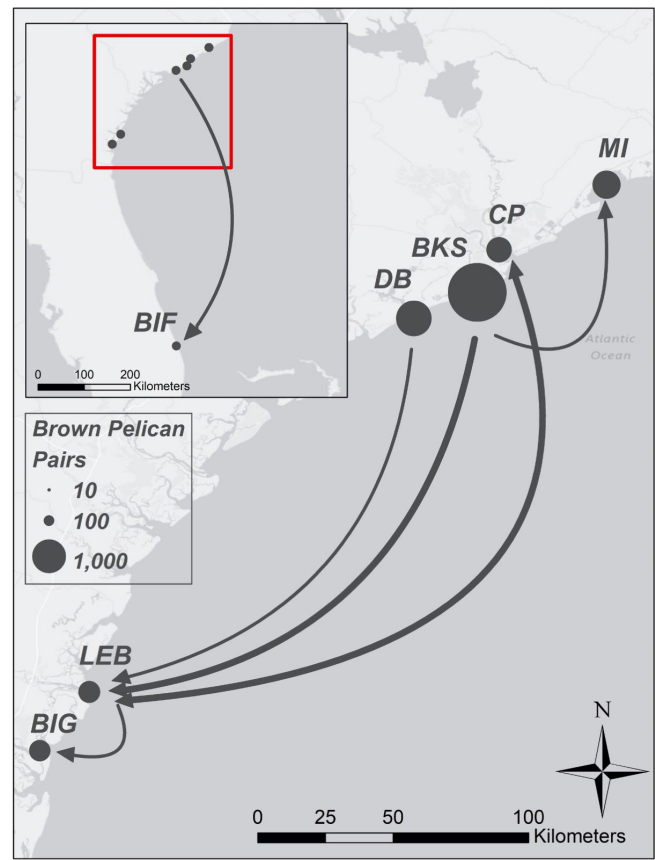 BIF
0 100 200
Kilometers
MI
CP
BKS
DB
Atlantic
Ocean
Brown Pelican
Pairs
10
100
1,000
LEB
BIG
N
0 25 50 100
Kilometers